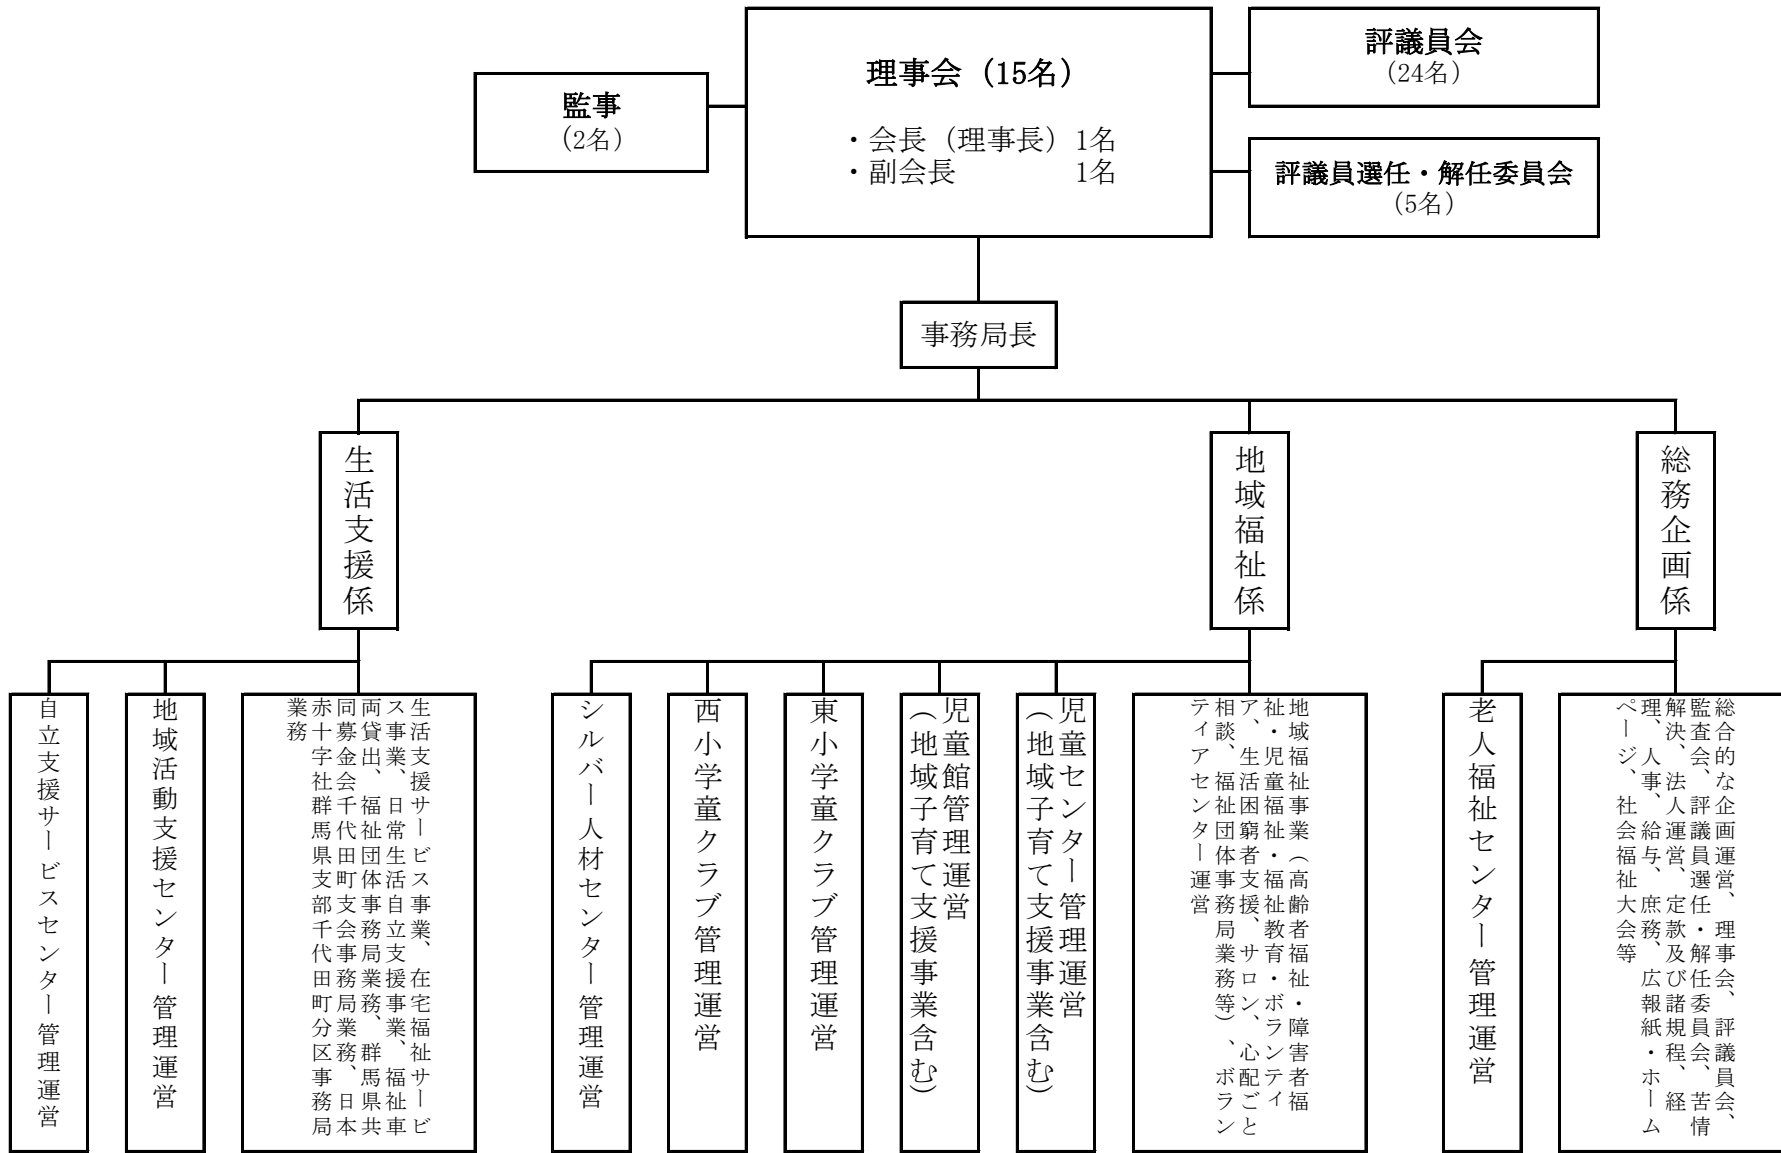 理事会（15名）
・会長（理事長）1名
・副会長　　　　1名
監事
（2名）
評議員会
（24名）
評議員選任・解任委員会
（5名）
事務局長
総務企画係
地域福祉係
生活支援係
総合的な企画運営、理事会、評議員会、
監査会、評議員選任・解任委員会、苦情
解決、法人運営、定款及び諸規程、経
理、人事、給与、庶務、広報紙・ホーム
ページ、社会福祉大会等
老人福祉センター管理運営
地域福祉事業（高齢者福祉・障害者福
祉・児童福祉・福祉教育・ボランティ
ア、生活困窮者支援、サロン、心配ごと
相談、福祉団体事務局業務等）、ボラン
ティアセンター運営
児童センター管理運営
（地域子育て支援事業含む）
児童館管理運営
（地域子育て支援事業含む）
東小学童クラブ管理運営
西小学童クラブ管理運営
シルバー人材センター管理運営
生活支援サービス事業、在宅福祉サービ
ス事業、日常生活自立支援事業、福祉車
両貸出、福祉団体事務局業務、群馬県共
同募金会千代田町支会事務局業務、日本
赤十字社群馬県支部千代田町分区事務局
業務
地域活動支援センター管理運営
自立支援サービスセンター管理運営